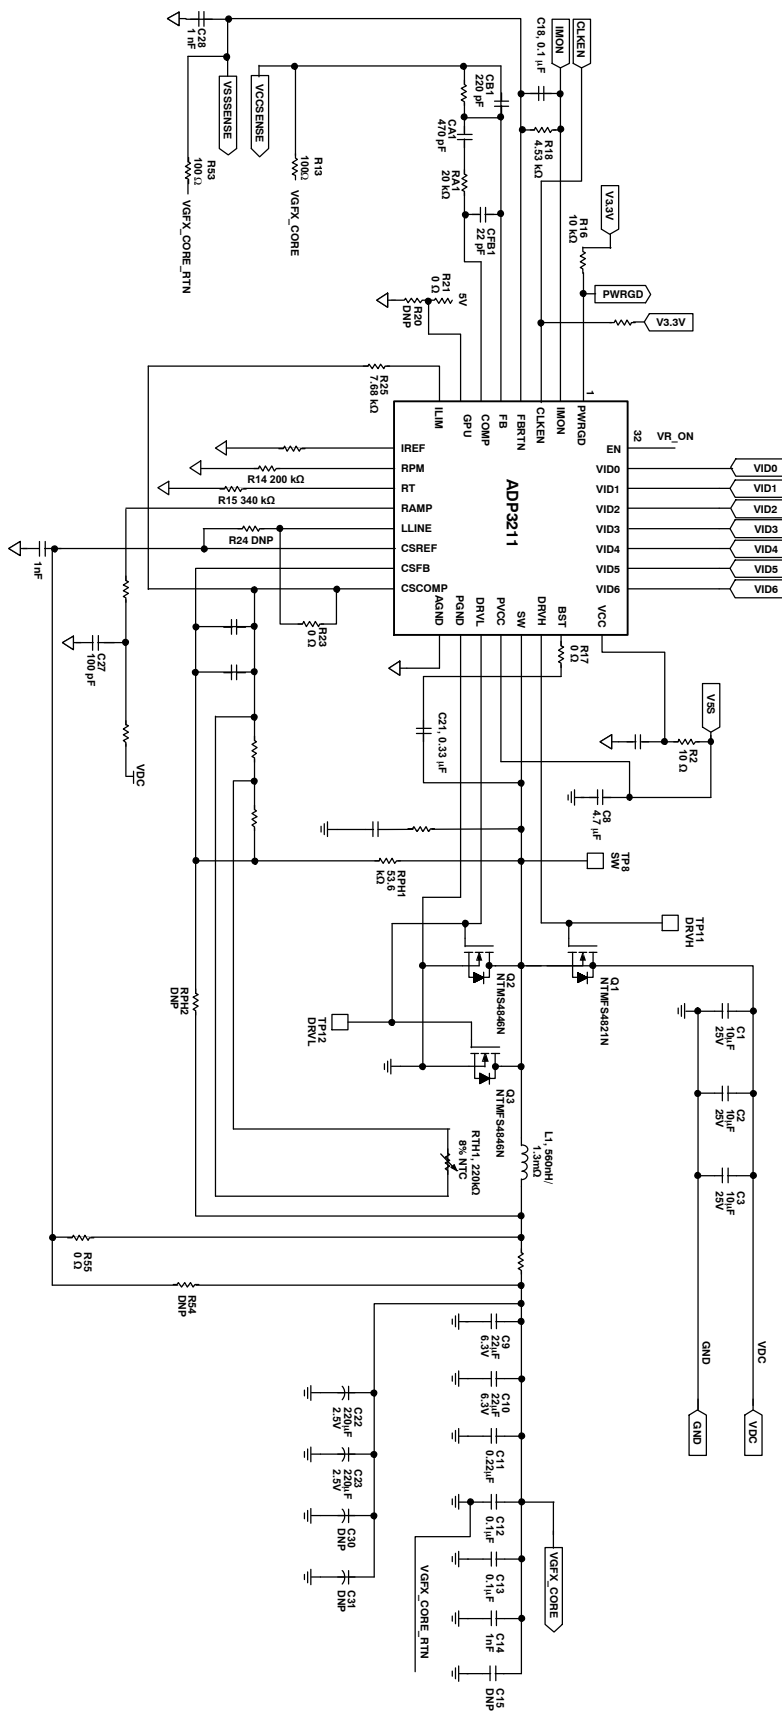 C28
1 nF
R53
100 Ω
VGFX_CORE_RTN
VSSSENSE
VCCSENSE
R13
100Ω
VGFX_CORE
CB1
220 pF
CA1
470 pF
RA1
20 kΩ
CFB1
22 pF
C18, 0.1 µF
IMON
CLKEN
R18
4.53 kΩ
V3.3V
R16
10 kΩ
PWRGD
V3.3V
R21
0 Ω
5V
R20
DNP
R25
7.68 kΩ
1
ILIM
GPU
COMP
FB
FBRTN
CLKEN
IMON
PWRGD
32
VR_ON
EN
VID0
VID1
VID2
VID3
VID4
VID5
VID6
VID0
VID1
VID2
VID3
VID4
VID5
VID6
ADP3211
IREF
RPM
RT
RAMP
LLINE
CSREF
CSFB
CSCOMP
R14 200 kΩ
R15 340 kΩ
R24 DNP
1nF
AGND
PGND
DRVL
PVCC
SW
DRVH
BST
VCC
R23
0 Ω
C27
100 pF
VDC
R17
0 Ω
C21, 0.33 µF
V5S
R2
10 Ω
C8
4.7 µF
RPH1
53.6
kΩ
TP8
SW
TP11
DRVH
RPH2
DNP
TP12
DRVL
Q2
NTMS4846N
Q1
NTMFS4821N
Q3
NTMFS4846N
C1
10µF
25V
C2
10µF
25V
C3
10µF
25V
RTH1, 220kΩ
8% NTC
L1, 560nH/
1.3mΩ
R55
0 Ω
R54
DNP
GND
VDC
GND
VDC
C9
22µF
6.3V
C10
22µF
6.3V
C11
0.22µF
C12
0.1µF
C13
0.1µF
C14
1nF
C15
DNP
C22
220µF
2.5V
C23
220µF
2.5V
C30
DNP
C31
DNP
VGFX_CORE
VGFX_CORE_RTN